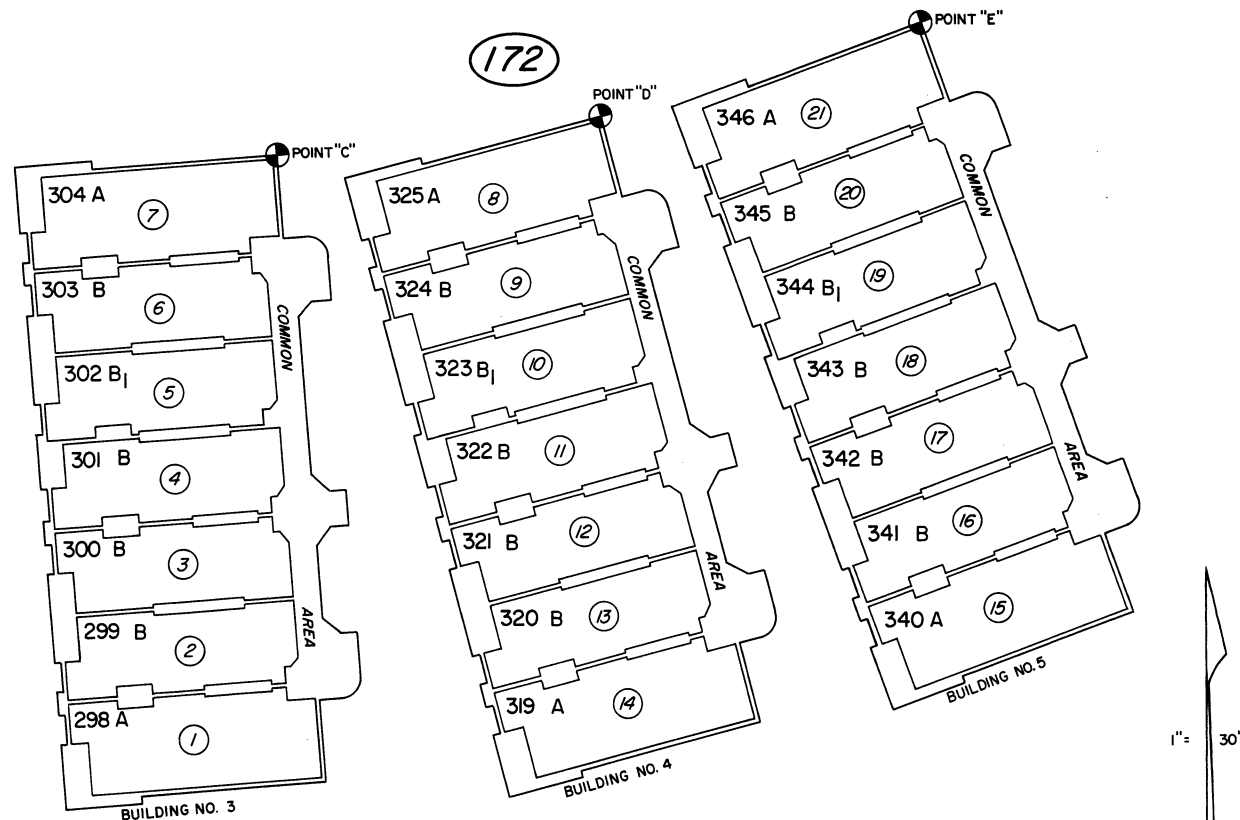 172
POINT "C"
304 A 7
303 B 6
302 B1 5
301 B 4
300 B 3
299 B 2
298 A 1
COMMON
AREA
BUILDING NO. 3
POINT "D"
325 A 8
324 B 9
323 B1 10
322 B 11
321 B 12
320 B 13
319 A 14
COMMON
AREA
BUILDING NO. 4
POINT "E"
346 A 21
345 B 20
344 B1 19
343 B 18
342 B 17
341 B 16
340 A 15
COMMON
AREA
BUILDING NO. 5
1" = 30'